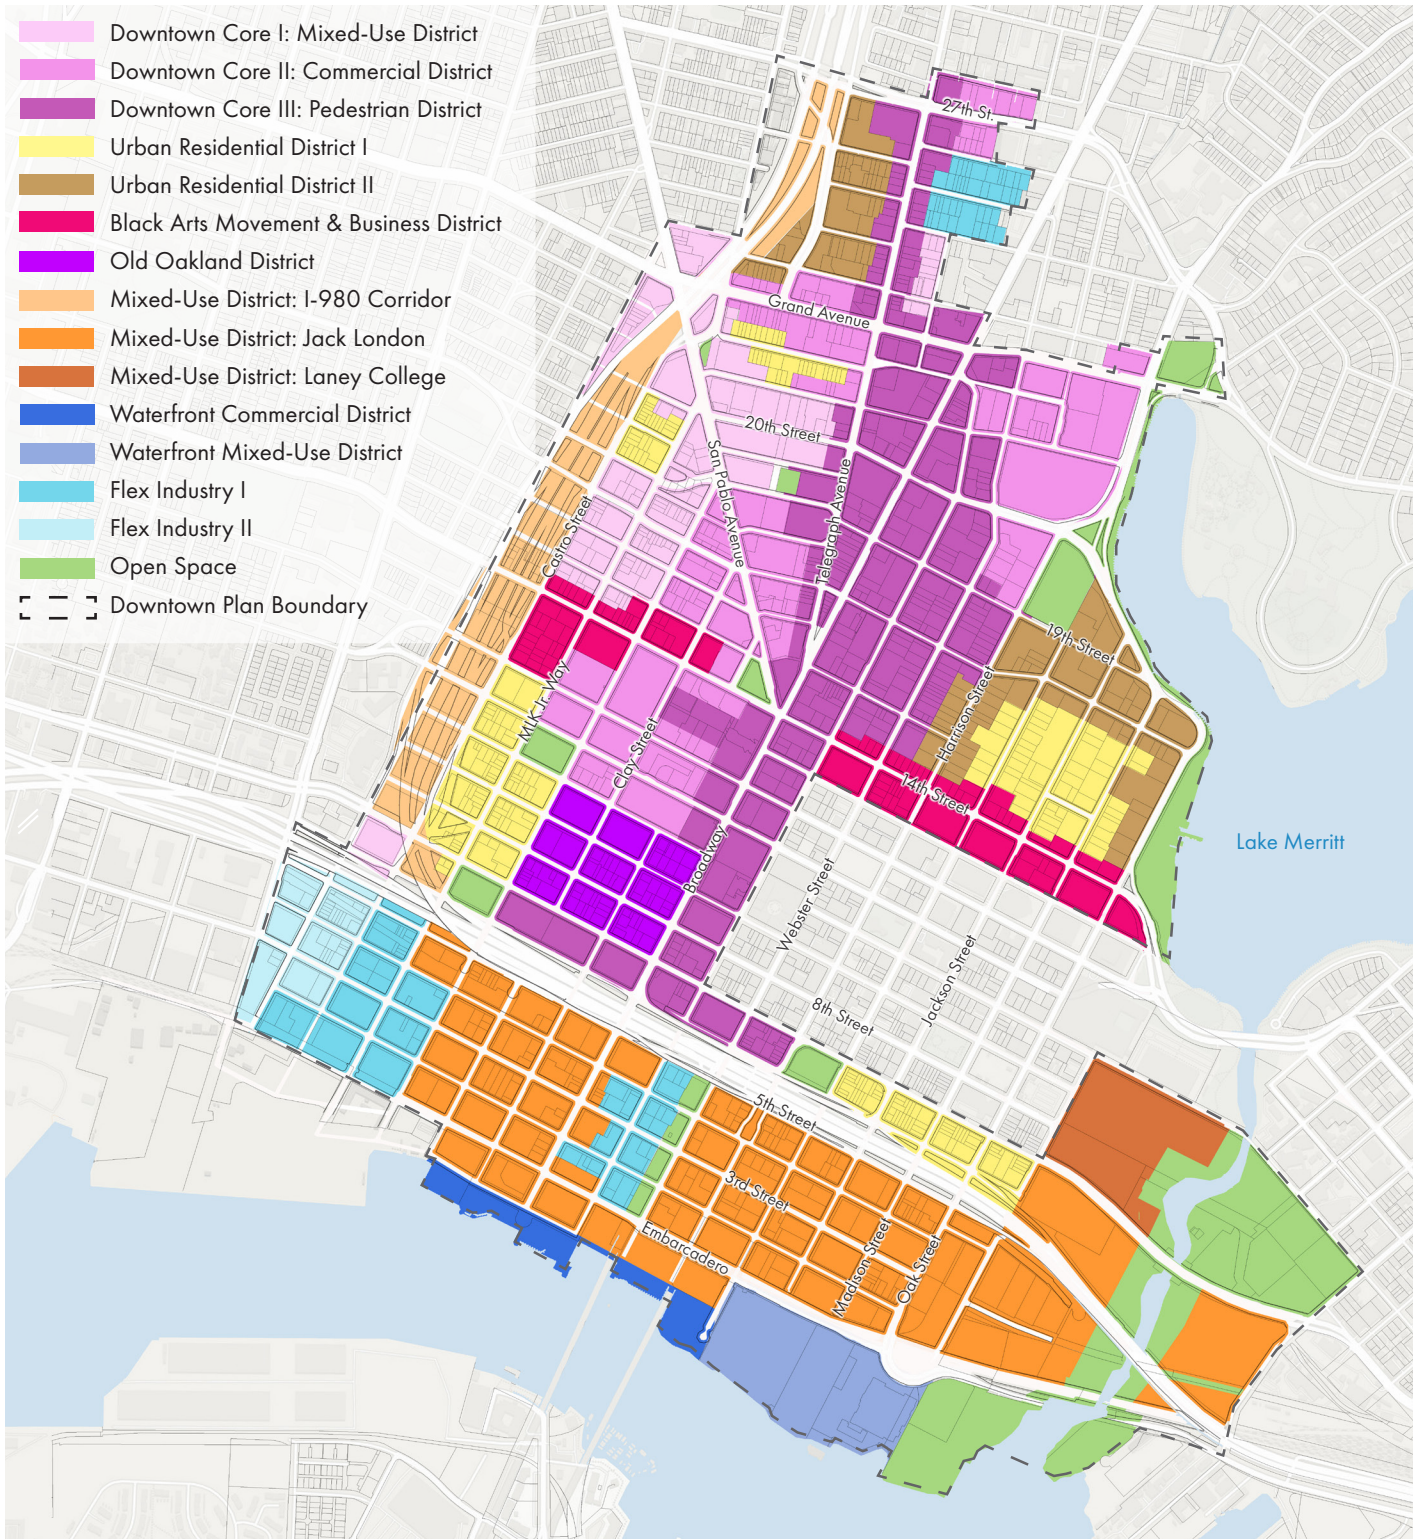 Downtown Core I: Mixed-Use District
Downtown Core II: Commercial District
Downtown Core III: Pedestrian District
Urban Residential District I
Urban Residential District II
Black Arts Movement & Business District
Old Oakland District
Mixed-Use District: I-980 Corridor
Mixed-Use District: Jack London
Mixed-Use District: Laney College
Waterfront Commercial District
Waterfront Mixed-Use District
Flex Industry I
Flex Industry II
Open Space
Downtown Plan Boundary
27th St.
Grand Avenue
20th Street
San Pablo Avenue
Telegraph Avenue
Castro Street
19th Street
MLK Jr. Way
Harrison Street
Clay Street
14th Street
Broadway
Lake Merritt
Webster Street
Jackson Street
8th Street
5th Street
3rd Street
Embarcadero
Madison Street
Oak Street